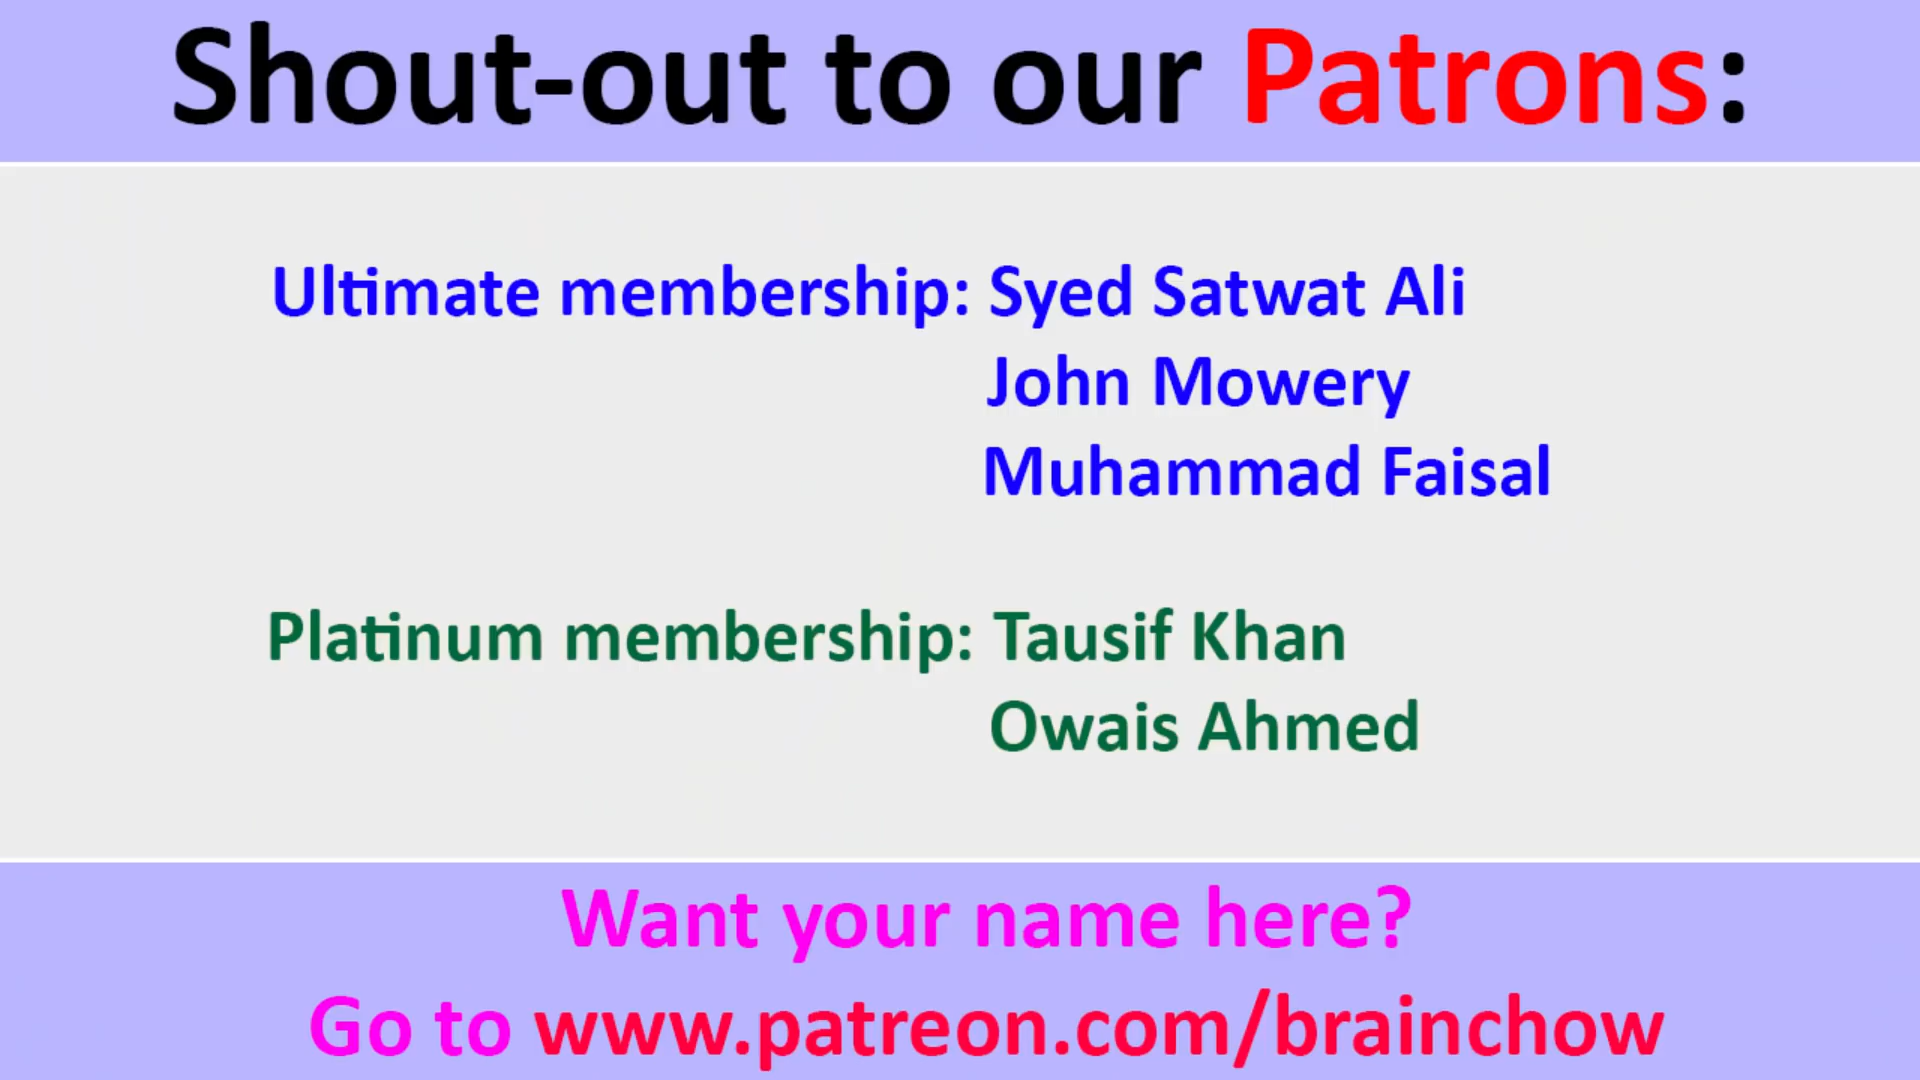 Shout-out to our Patrons:
Ultimate membership: Syed Satwat Ali
John Mowery
Muhammad Faisal
Platinum membership: Tausif Khan
Owais Ahmed
Want your name here?
Go to www.patreon.com/brainchow